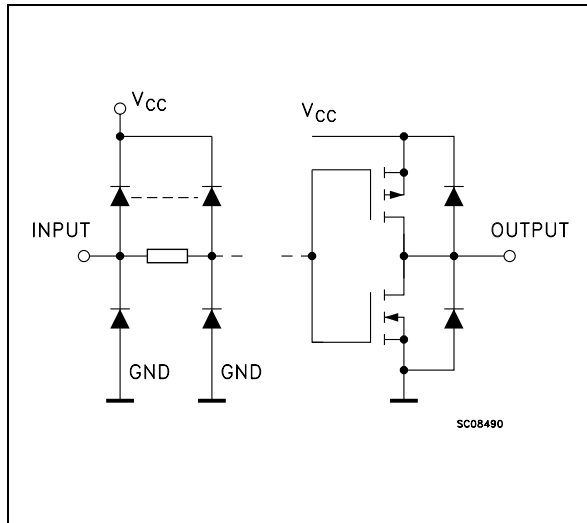 VCC
VCC
INPUT
OUTPUT
GND
GND
SC08490